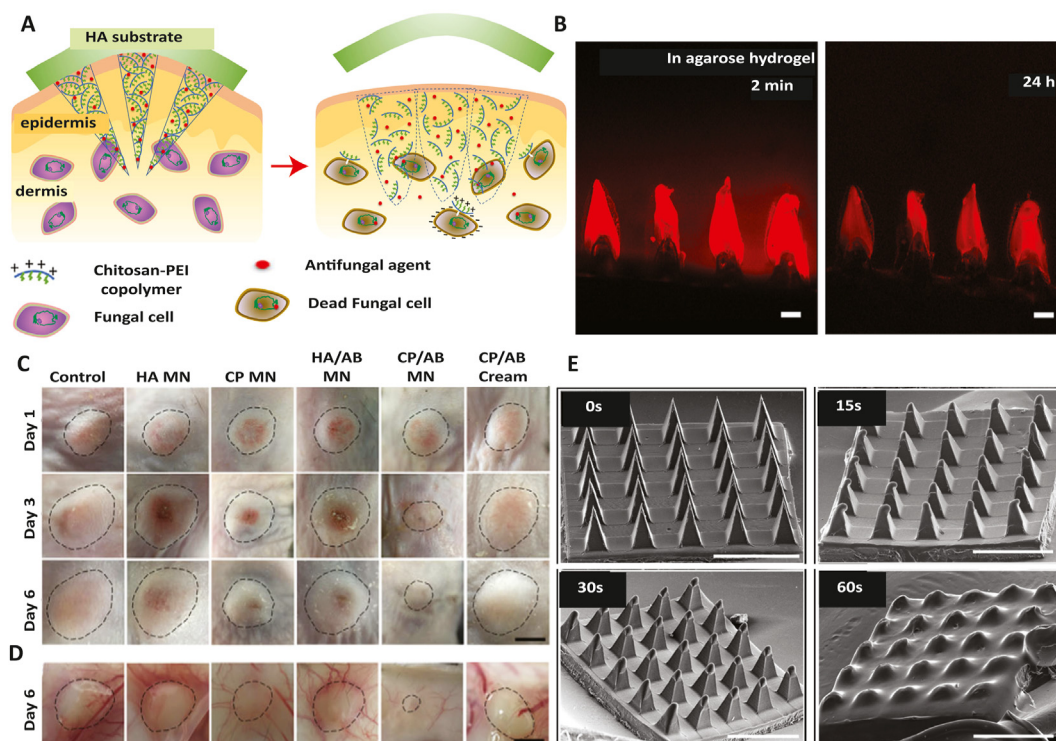 A
HA substrate
epidermis
dermis
+ + + +
Chitosan-PEI
copolymer
Fungal cell
Antifungal agent
Dead Fungal cell
B
In agarose hydrogel
2 min
24 h
C
Control
HA MN
CP MN
HA/AB
MN
CP/AB
MN
CP/AB
Cream
Day 1
Day 3
Day 6
D
Day 6
E
0s
15s
30s
60s